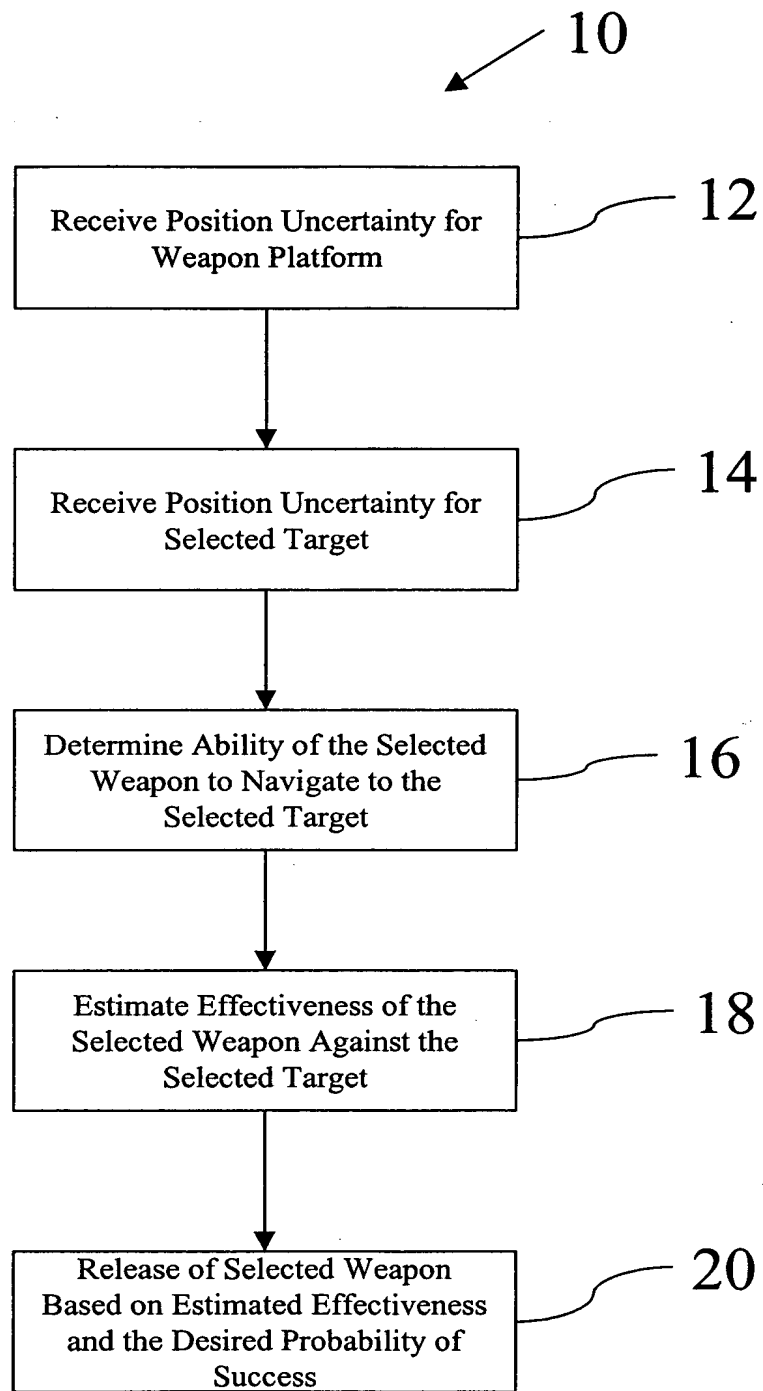 10
Receive Position Uncertainty for
Weapon Platform
12
Receive Position Uncertainty for
Selected Target
14
Determine Ability of the Selected
Weapon to Navigate to the
Selected Target
16
Estimate Effectiveness of the
Selected Weapon Against the
Selected Target
18
Release of Selected Weapon
Based on Estimated Effectiveness
and the Desired Probability of
Success
20